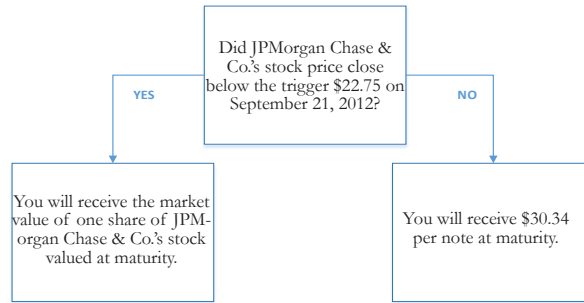 Did JPMorgan Chase &
Co.'s stock price close
below the trigger $22.75 on
September 21, 2012?
YES
NO
You will receive the market
value of one share of JPM-
organ Chase & Co.'s stock
valued at maturity.
You will receive $30.34
per note at maturity.